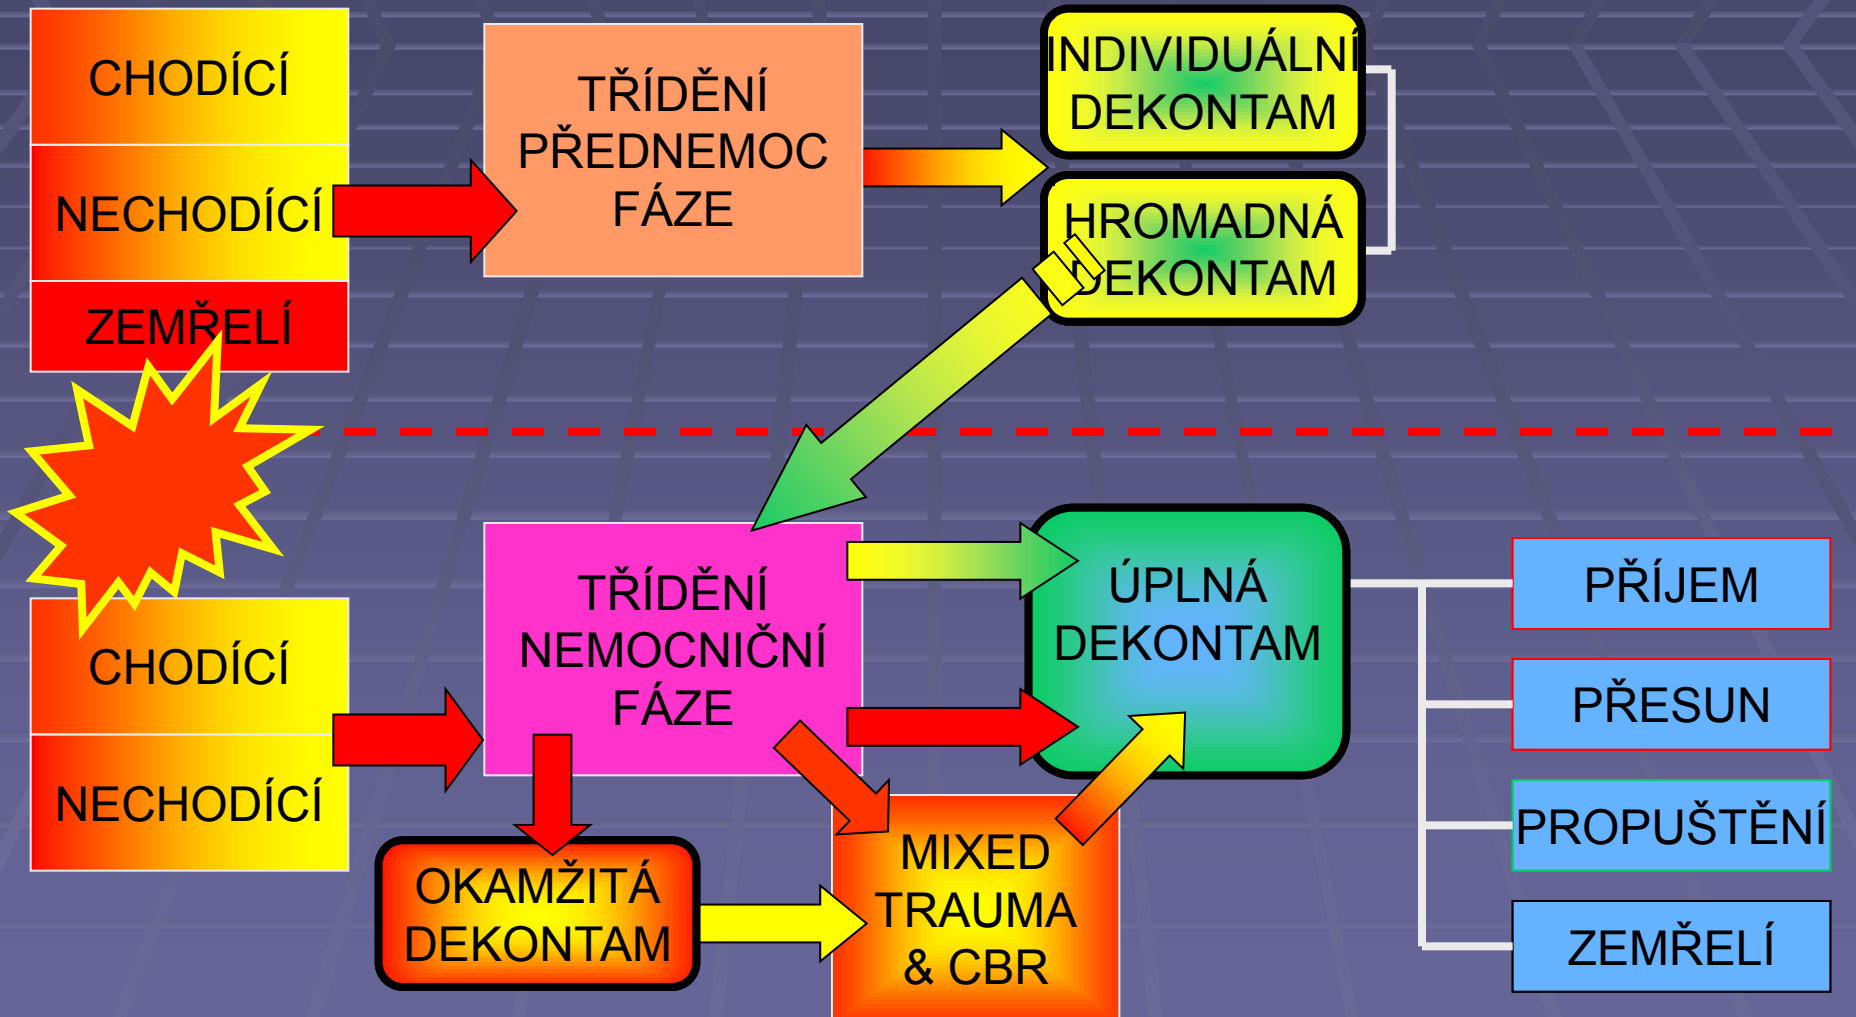 CHODÍCÍ
NECHODÍCÍ
ZEMŘELÍ
TŘÍDĚNÍ
PŘEDNEMOC
FÁZE
INDIVIDUÁLNÍ
DEKONTAM
HROMADNÁ
DEKONTAM
CHODÍCÍ
NECHODÍCÍ
TŘÍDĚNÍ
NEMOCNIČNÍ
FÁZE
OKAMŽITÁ
DEKONTAM
MIXED
TRAUMA
& CBR
ÚPLNÁ
DEKONTAM
PŘÍJEM
PŘESUN
PROPUŠTĚNÍ
ZEMŘELÍ